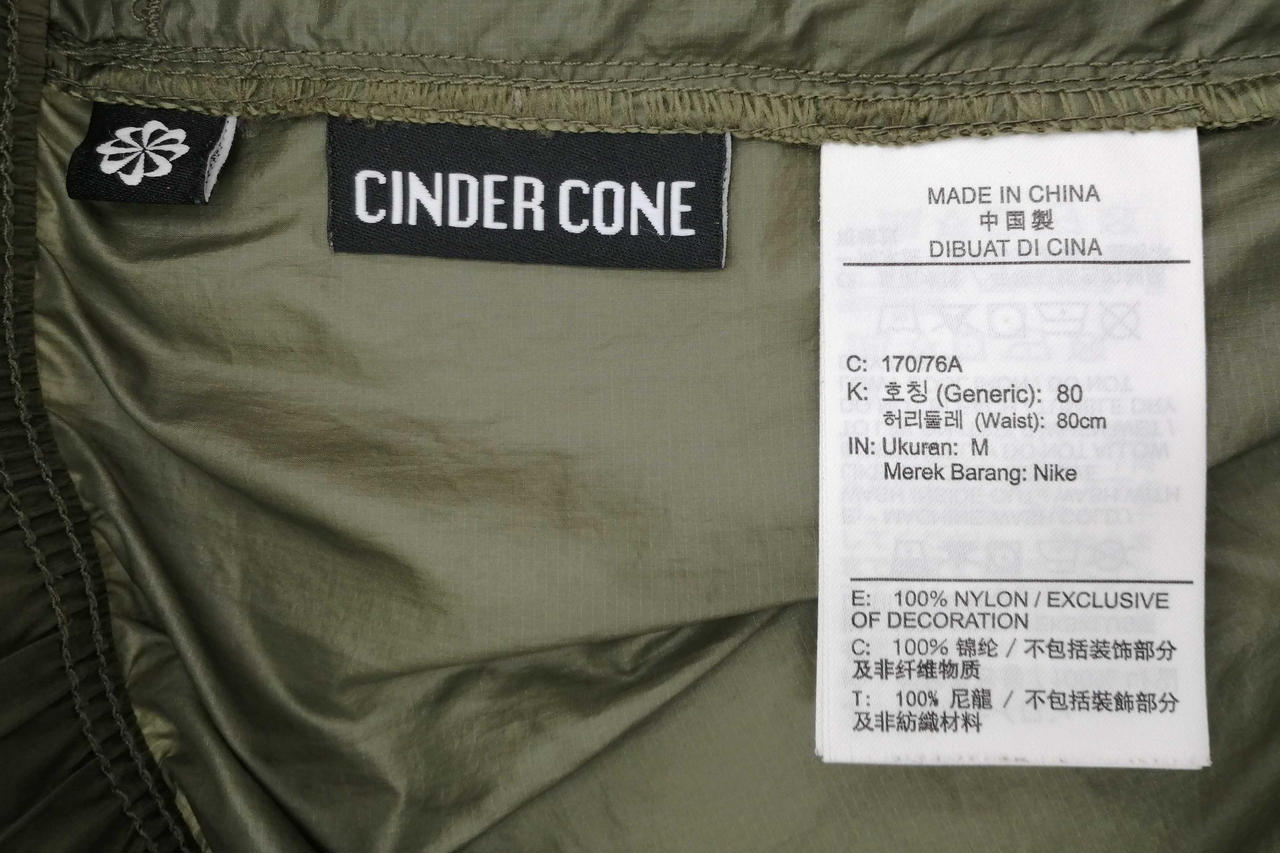 CINDER CONE
MADE IN CHINA
中国製
DIBUAT DI CINA
C: 170/76A
K: 호칭 (Generic): 80
허리둘레 (Waist): 80cm
IN: Ukuran: M
Merek Barang: Nike
E: 100% NYLON / EXCLUSIVE
OF DECORATION
C: 100% 锦纶 / 不包括装饰部分
及非纤维物质
T: 100% 尼龍 / 不包括裝飾部分
及非紡織材料